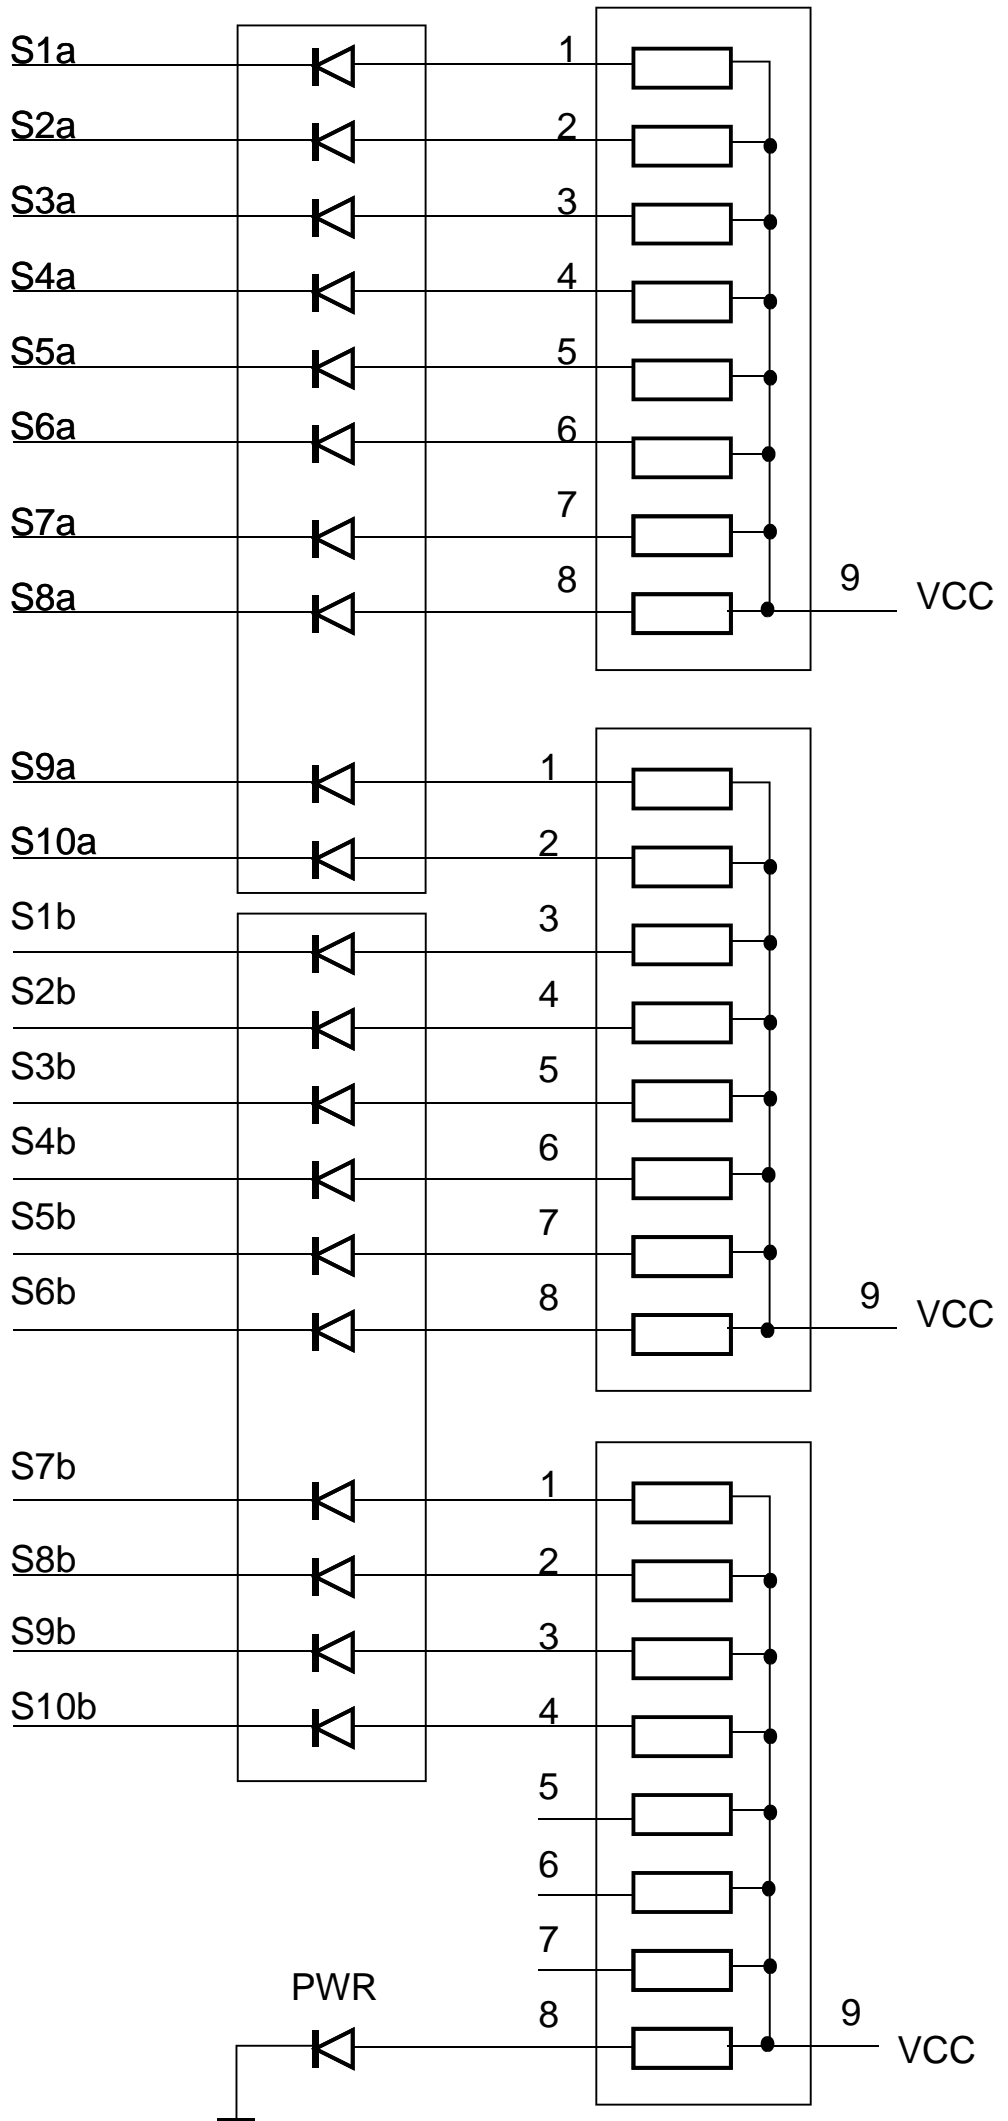 S1a 1
S2a 2
S3a 3
S4a 4
S5a 5
S6a 6
S7a 7
S8a 8 9 VCC
S9a 1
S10a 2
S1b 3
S2b 4
S3b 5
S4b 6
S5b 7
S6b 8 9 VCC
S7b 1
S8b 2
S9b 3
S10b 4
5
6
7
PWR
8 9 VCC